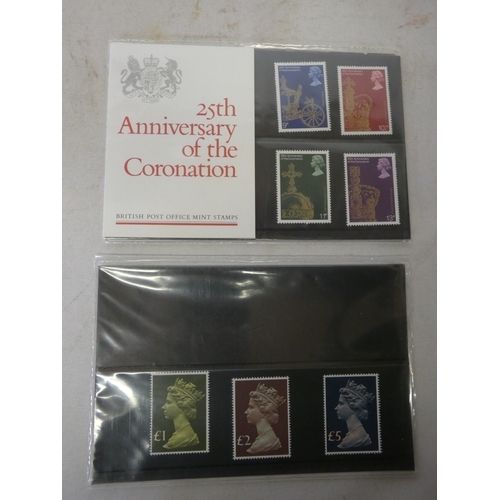 25th
Anniversary
of the
Coronation
BRITISH POST OFFICE MINT STAMPS
£1
£2
£5